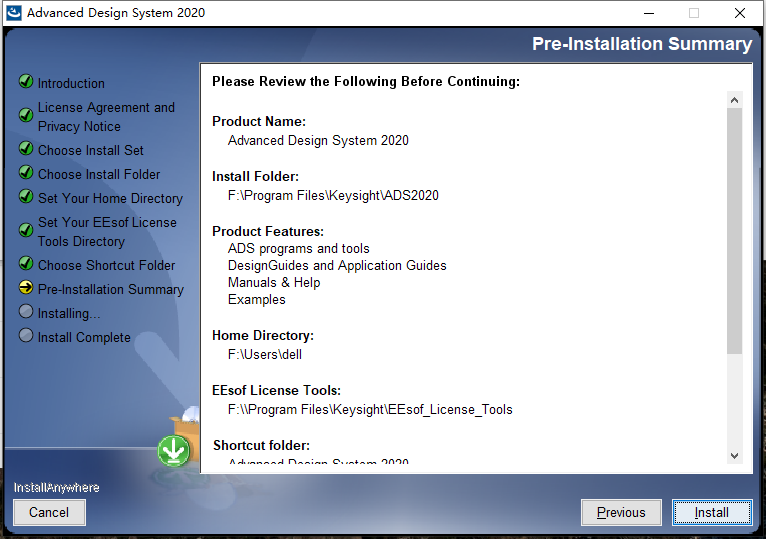 Advanced Design System 2020
Pre-Installation Summary
Introduction
License Agreement and
Privacy Notice
Choose Install Set
Choose Install Folder
Set Your Home Directory
Set Your EEsof License
Tools Directory
Choose Shortcut Folder
Pre-Installation Summary
Installing...
Install Complete
Please Review the Following Before Continuing:
Product Name:
Advanced Design System 2020
Install Folder:
F:\Program Files\Keysight\ADS2020
Product Features:
ADS programs and tools
DesignGuides and Application Guides
Manuals & Help
Examples
Home Directory:
F:\Users\dell
EEsof License Tools:
F:\\Program Files\Keysight\EEsof_License_Tools
Shortcut folder:
Advanced Design System 2020
InstallAnywhere
Cancel
Previous
Install